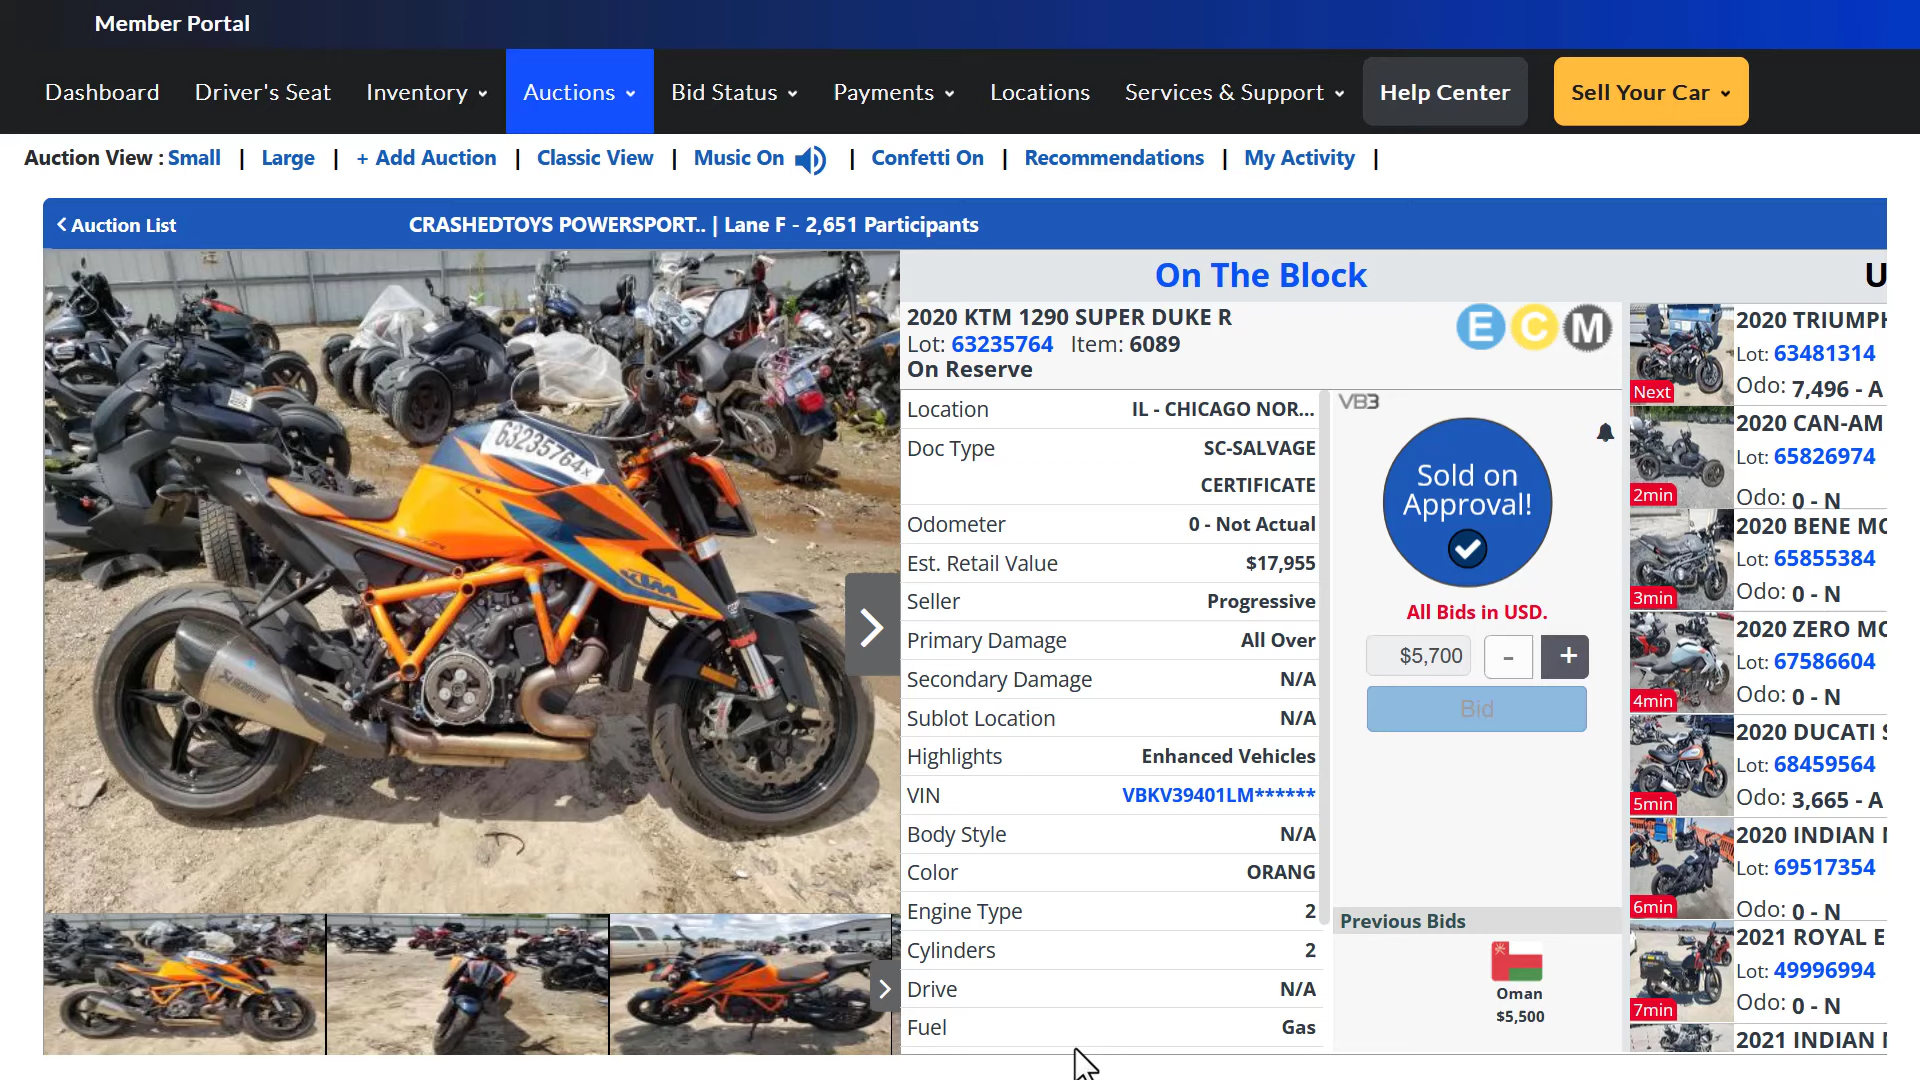 Member Portal
Dashboard Driver's Seat Inventory Auctions Bid Status Payments Locations Services & Support Help Center Sell Your Car
Auction View : Small | Large | + Add Auction | Classic View | Music On | Confetti On | Recommendations | My Activity |
Auction List CRASHEDTOYS POWERSPORT.. | Lane F - 2,651 Participants
On The Block
U
2020 KTM 1290 SUPER DUKE R
Lot: 63235764 Item: 6089
On Reserve
E C M
Location IL - CHICAGO NOR...
Doc Type SC-SALVAGE
CERTIFICATE
Odometer 0 - Not Actual
Est. Retail Value $17,955
Seller Progressive
Primary Damage All Over
Secondary Damage N/A
Sublot Location N/A
Highlights Enhanced Vehicles
VIN VBKV39401LM******
Body Style N/A
Color ORANG
Engine Type 2
Cylinders 2
Drive N/A
Fuel Gas
VB3
Sold on
Approval!
All Bids in USD.
$5,700 - +
Bid
Previous Bids
Oman
$5,500
2020 TRIUMPH
Lot: 63481314
Next
Odo: 7,496 - A
2020 CAN-AM
Lot: 65826974
2min
Odo: 0 - N
2020 BENE MO
Lot: 65855384
3min
Odo: 0 - N
2020 ZERO MO
Lot: 67586604
4min
Odo: 0 - N
2020 DUCATI S
Lot: 68459564
5min
Odo: 3,665 - A
2020 INDIAN
Lot: 69517354
6min
Odo: 0 - N
2021 ROYAL E
Lot: 49996994
7min
Odo: 0 - N
2021 INDIAN
63235764x
KTM